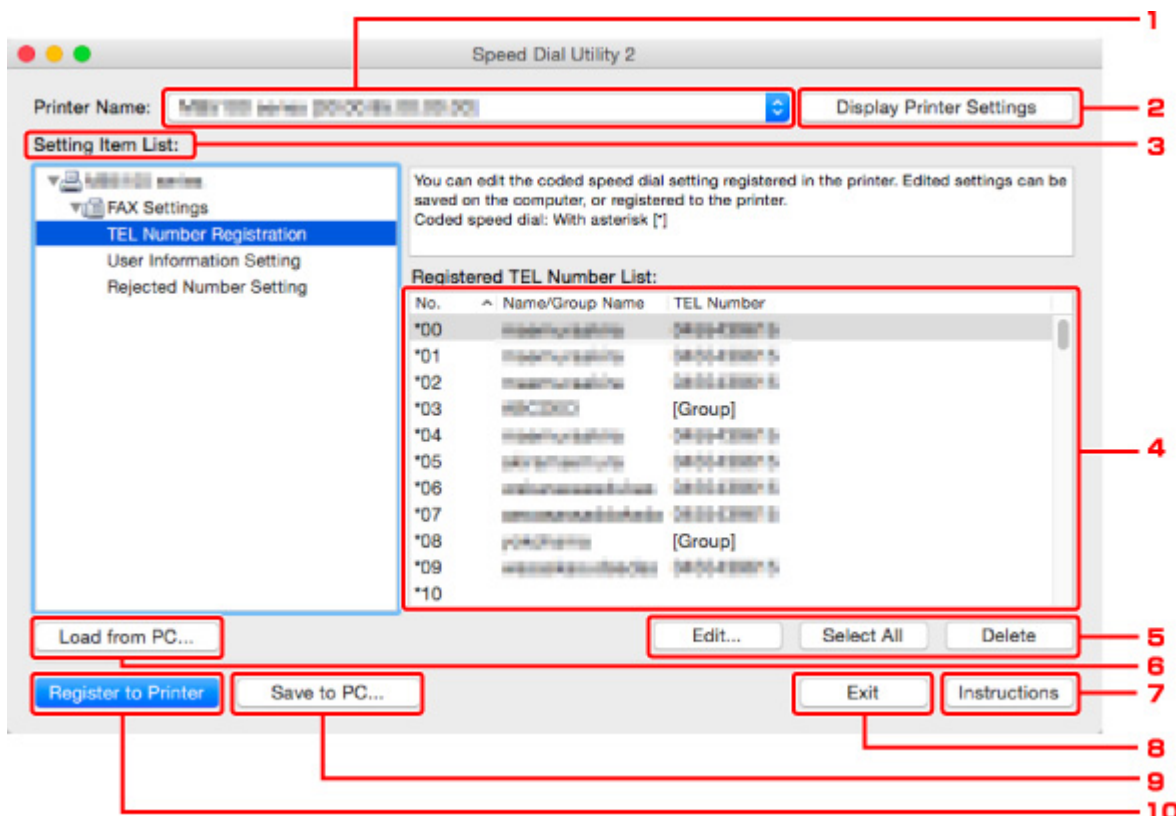 1
Speed Dial Utility 2
Printer Name:
Display Printer Settings
2
Setting Item List:
3
series
FAX Settings
TEL Number Registration
User Information Setting
Rejected Number Setting
You can edit the coded speed dial setting registered in the printer. Edited settings can be
saved on the computer, or registered to the printer.
Coded speed dial: With asterisk [*]
Registered TEL Number List:
No. Name/Group Name TEL Number
*00
*01
*02
*03 [Group]
*04
*05
*06
*07
*08 [Group]
*09
*10
4
Load from PC...
Edit... Select All Delete
5
6
Register to Printer Save to PC... Exit Instructions
7
8
9
10